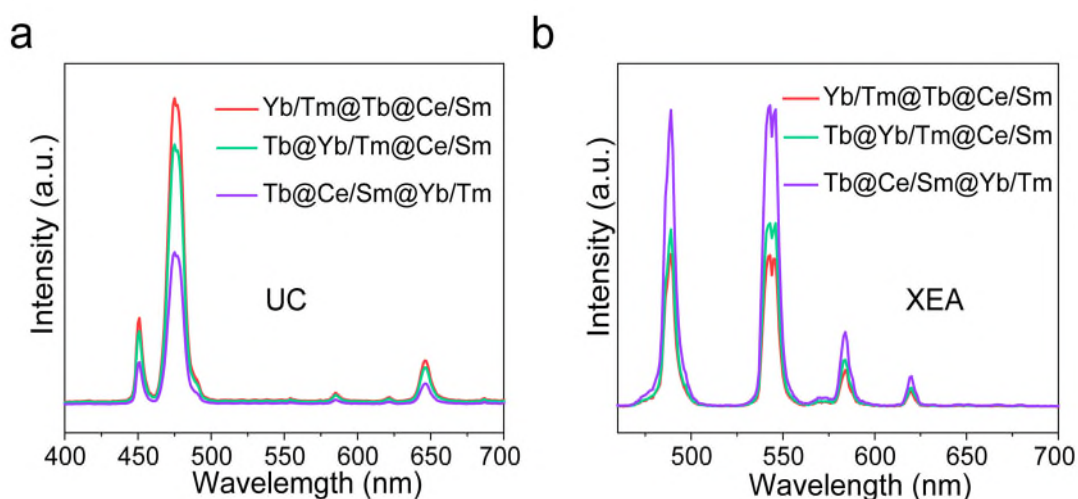 a
Yb/Tm@Tb@Ce/Sm
Tb@Yb/Tm@Ce/Sm
Tb@Ce/Sm@Yb/Tm
UC
Intensity (a.u.)
400 450 500 550 600 650 700
Wavelemgth (nm)
b
Yb/Tm@Tb@Ce/Sm
Tb@Yb/Tm@Ce/Sm
Tb@Ce/Sm@Yb/Tm
XEA
Intensity (a.u.)
500 550 600 650 700
Wavelength (nm)